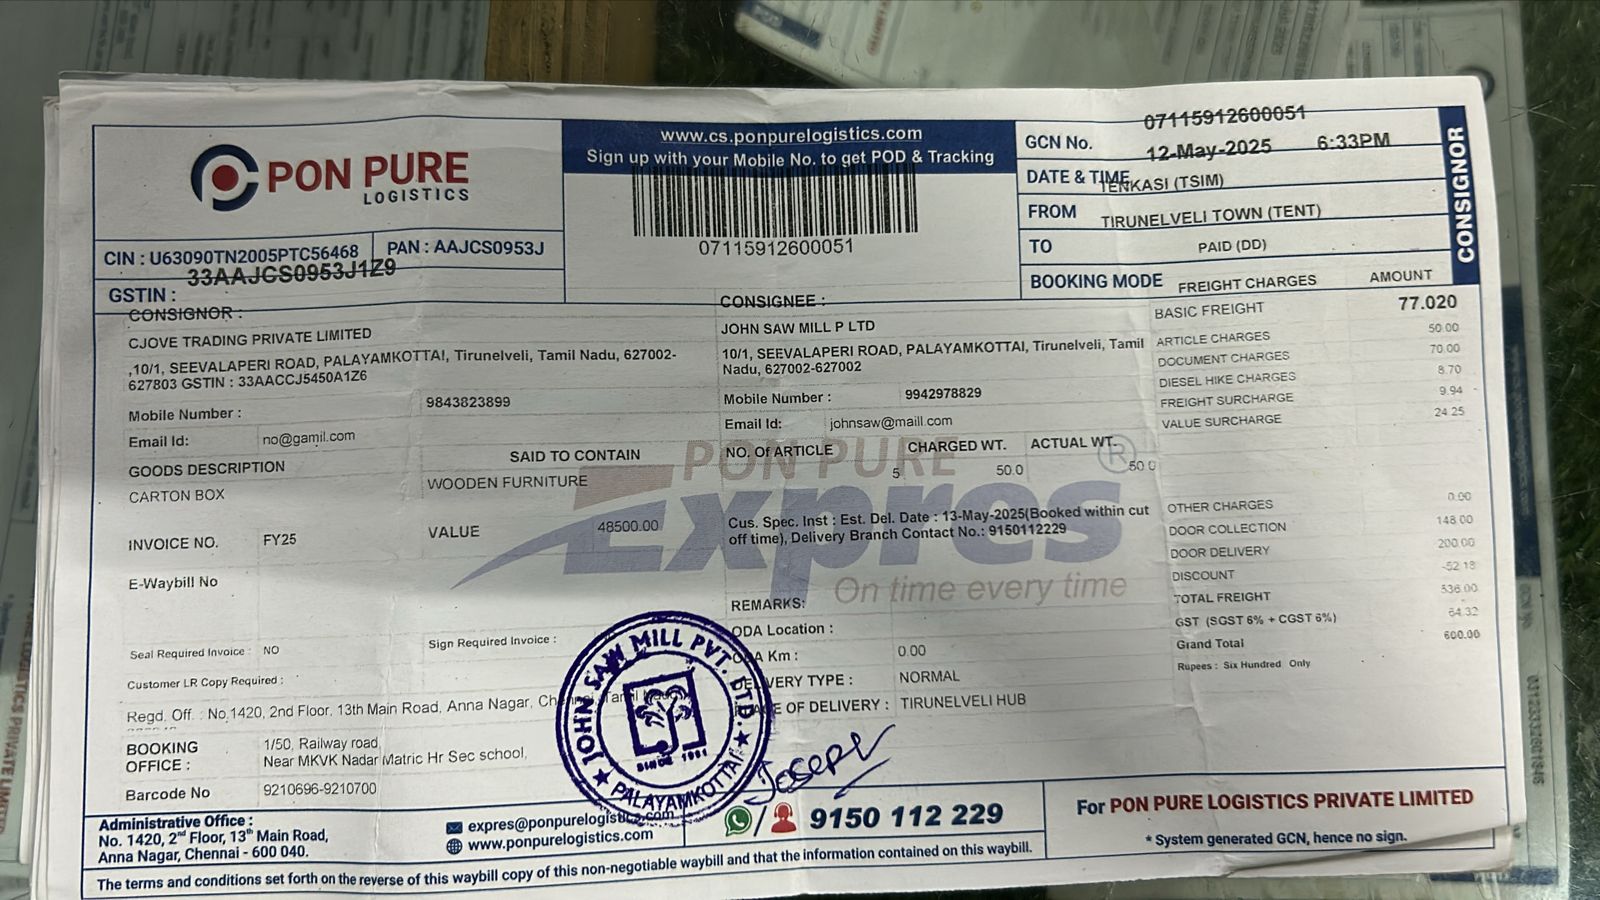 PON PURE
LOGISTICS
CIN : U63090TN2005PTC56468
PAN : AAJCS0953J
GSTIN :
33AAJCS0953J1Z9
www.cs.ponpurelogistics.com
Sign up with your Mobile No. to get POD & Tracking
07115912600051
GCN No.
07115912600051
DATE & TIME
12-May-2025 6:33PM
FROM
TENKASI (TSIM)
TO
TIRUNELVELI TOWN (TENT)
BOOKING MODE
PAID (DD)
CONSIGNOR
CONSIGNOR :
CJOVE TRADING PRIVATE LIMITED
,10/1, SEEVALAPERI ROAD, PALAYAMKOTTAI, Tirunelveli, Tamil Nadu, 627002-
627803 GSTIN : 33AACCJ5450A1Z6
Mobile Number :
9843823899
Email Id:
no@gamil.com
CONSIGNEE :
JOHN SAW MILL P LTD
10/1, SEEVALAPERI ROAD, PALAYAMKOTTAI, Tirunelveli, Tamil
Nadu, 627002-627002
Mobile Number :
9942978829
Email Id:
johnsaw@maill.com
FREIGHT CHARGES
AMOUNT
BASIC FREIGHT
77.020
ARTICLE CHARGES
50.00
DOCUMENT CHARGES
70.00
DIESEL HIKE CHARGES
8.70
FREIGHT SURCHARGE
9.94
VALUE SURCHARGE
24.25
GOODS DESCRIPTION
SAID TO CONTAIN
NO. Of ARTICLE
CHARGED WT.
ACTUAL WT.
CARTON BOX
WOODEN FURNITURE
5
50.0
50.0
PON PURE
Expres
®
On time every time
INVOICE NO.
FY25
VALUE
48500.00
Cus. Spec. Inst : Est. Del. Date : 13-May-2025(Booked within cut
off time), Delivery Branch Contact No.: 9150112229
OTHER CHARGES
0.00
DOOR COLLECTION
148.00
DOOR DELIVERY
200.00
DISCOUNT
-52.18
TOTAL FREIGHT
536.00
GST (SGST 6% + CGST 6%)
64.32
Grand Total
600.00
Rupees : Six Hundred Only
E-Waybill No
REMARKS:
ODA Location :
Seal Required Invoice :
NO
Sign Required Invoice :
0.00
Customer LR Copy Required :
DELIVERY TYPE :
NORMAL
Regd. Off. : No.1420, 2nd Floor, 13th Main Road, Anna Nagar,
OF DELIVERY :
TIRUNELVELI HUB
BOOKING
OFFICE :
1/50, Railway road,
Near MKVK Nadar Matric Hr Sec school,
Barcode No
9210696-9210700
JOHN SAW MILL PVT. LTD.
SINCE 1981
PALAYAMKOTTAI
Joseph
Administrative Office :
No. 1420, 2nd Floor, 13th Main Road,
Anna Nagar, Chennai - 600 040.
expres@ponpurelogistics.com
www.ponpurelogistics.com
9150 112 229
For PON PURE LOGISTICS PRIVATE LIMITED
* System generated GCN, hence no sign.
The terms and conditions set forth on the reverse of this waybill copy of this non-negotiable waybill and that the information contained on this waybill.